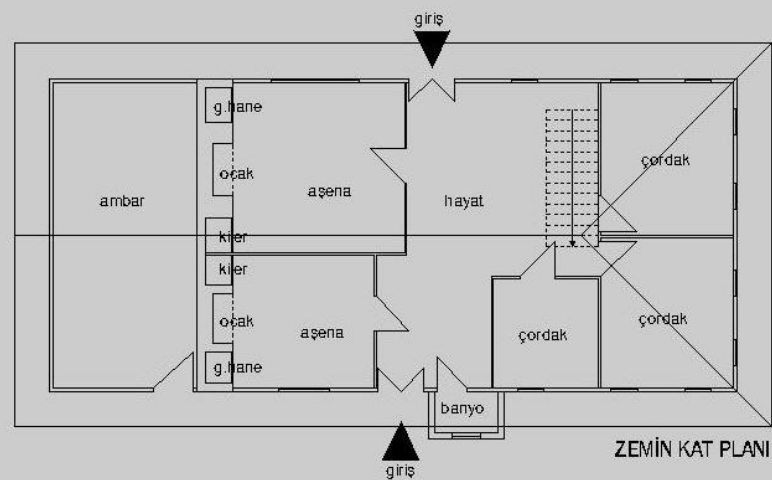 giriş
g.hane
ocak
aşena
çordak
ambar
hayat
kiler
kiler
ocak
aşena
çordak
çordak
g.hane
banyo
ZEMİN KAT PLANI
giriş